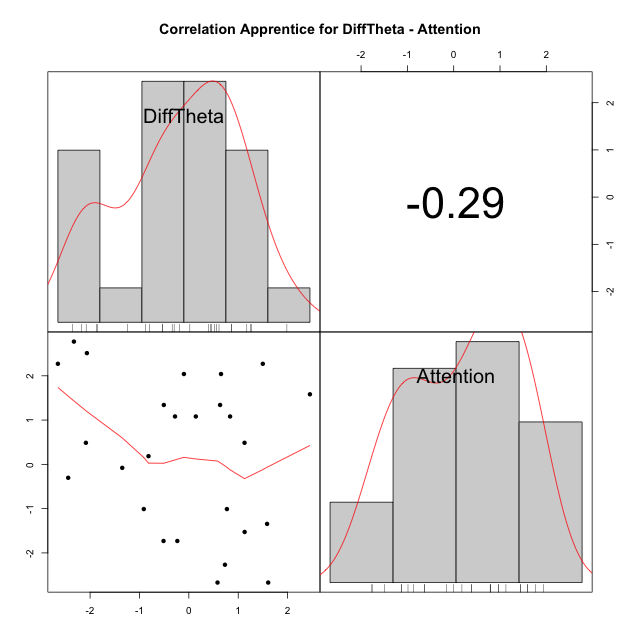 Correlation Apprentice for DiffTheta - Attention
-2 -1 0 1 2
DiffTheta
-0.29
2
1
0
-1
-2
Attention
2
1
0
-1
-2
-2 -1 0 1 2